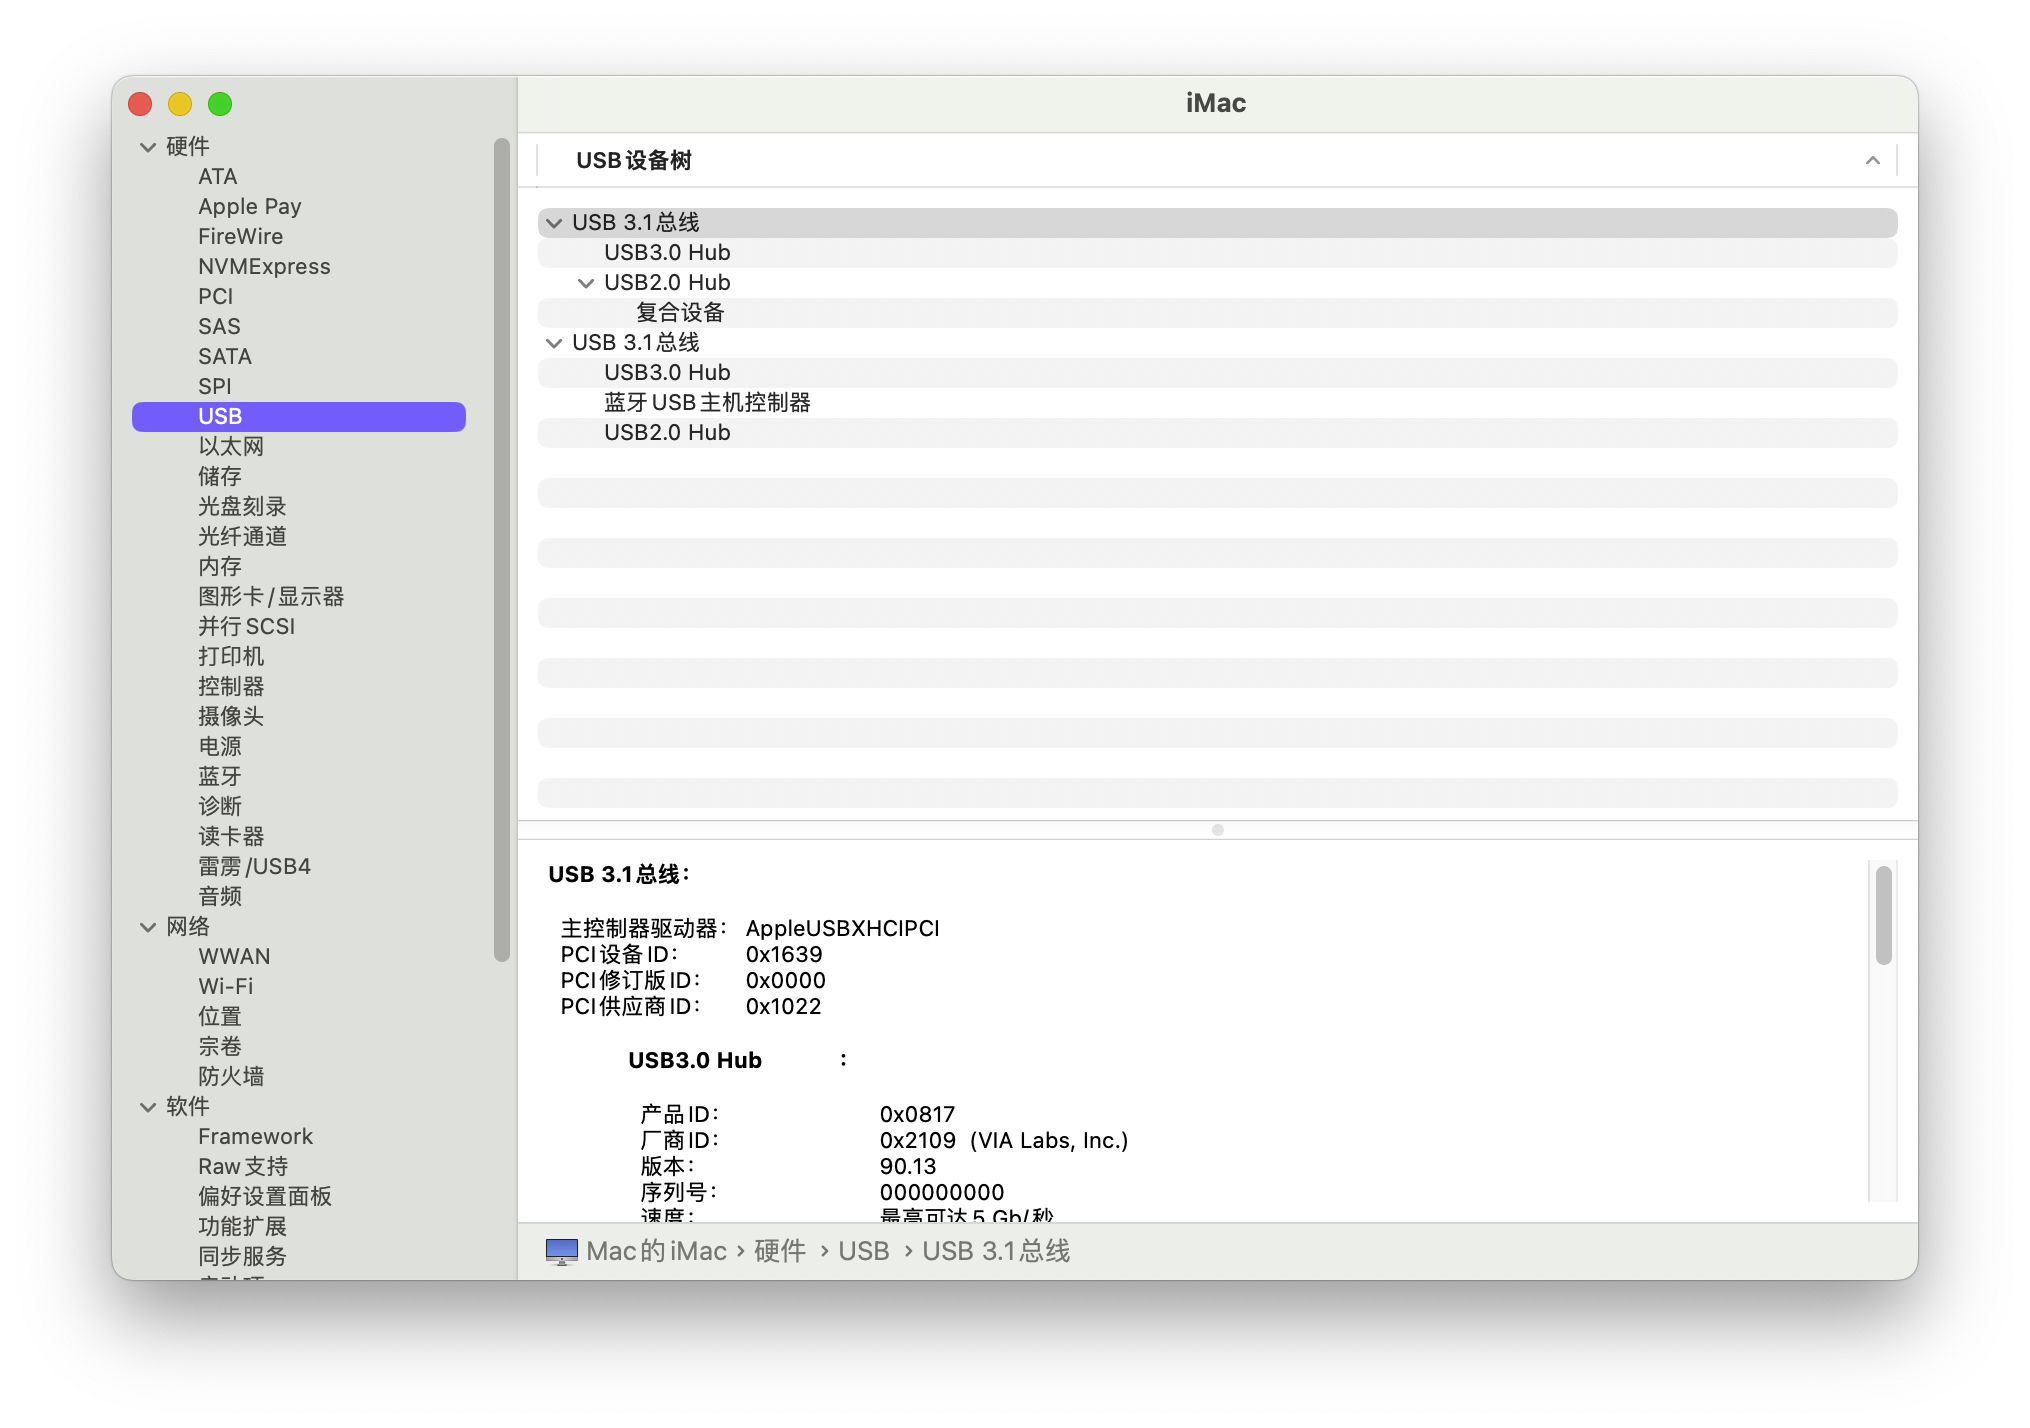 iMac
硬件
ATA
Apple Pay
FireWire
NVMExpress
PCI
SAS
SATA
SPI
USB
以太网
储存
光盘刻录
光纤通道
内存
图形卡/显示器
并行SCSI
打印机
控制器
摄像头
电源
蓝牙
诊断
读卡器
雷雳/USB4
音频
网络
WWAN
Wi-Fi
位置
宗卷
防火墙
软件
Framework
Raw支持
偏好设置面板
功能扩展
同步服务
USB设备树
USB 3.1总线
USB3.0 Hub
USB2.0 Hub
复合设备
USB 3.1总线
USB3.0 Hub
蓝牙USB主机控制器
USB2.0 Hub
USB 3.1总线：
主控制器驱动器： AppleUSBXHCIPCI
PCI设备ID： 0x1639
PCI修订版ID： 0x0000
PCI供应商ID： 0x1022
USB3.0 Hub ：
产品ID： 0x0817
厂商ID： 0x2109 (VIA Labs, Inc.)
版本： 90.13
序列号： 000000000
速度： 最高可达5 Gb/秒
Mac的iMac › 硬件 › USB › USB 3.1总线